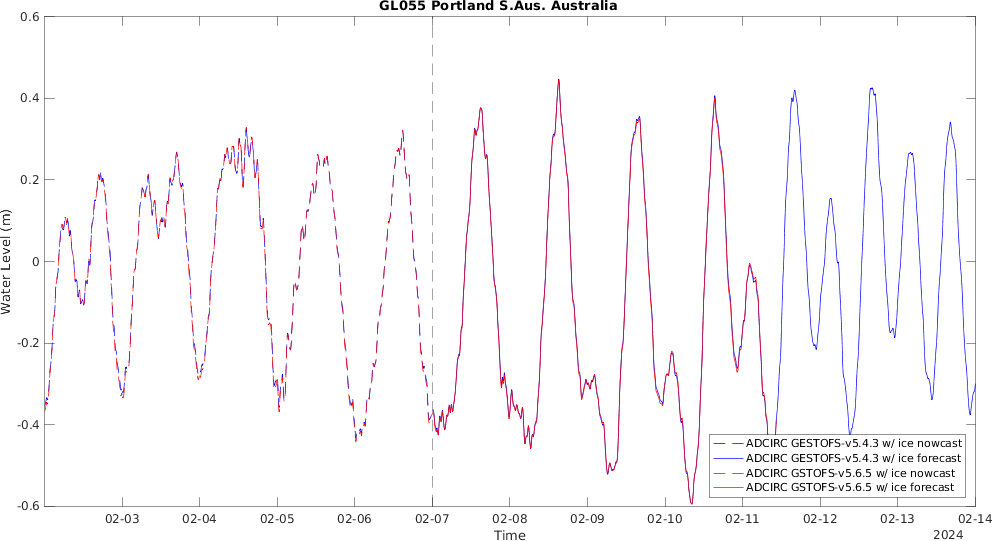 GL055 Portland S.Aus. Australia
0.6
0.4
0.2
0
-0.2
-0.4
-0.6
Water Level (m)
ADCIRC GESTOFS-v5.4.3 w/ ice nowcast
ADCIRC GESTOFS-v5.4.3 w/ ice forecast
ADCIRC GSTOFS-v5.6.5 w/ ice nowcast
ADCIRC GSTOFS-v5.6.5 w/ ice forecast
02-03 02-04 02-05 02-06 02-07 02-08 02-09 02-10 02-11 02-12 02-13 02-14
Time
2024